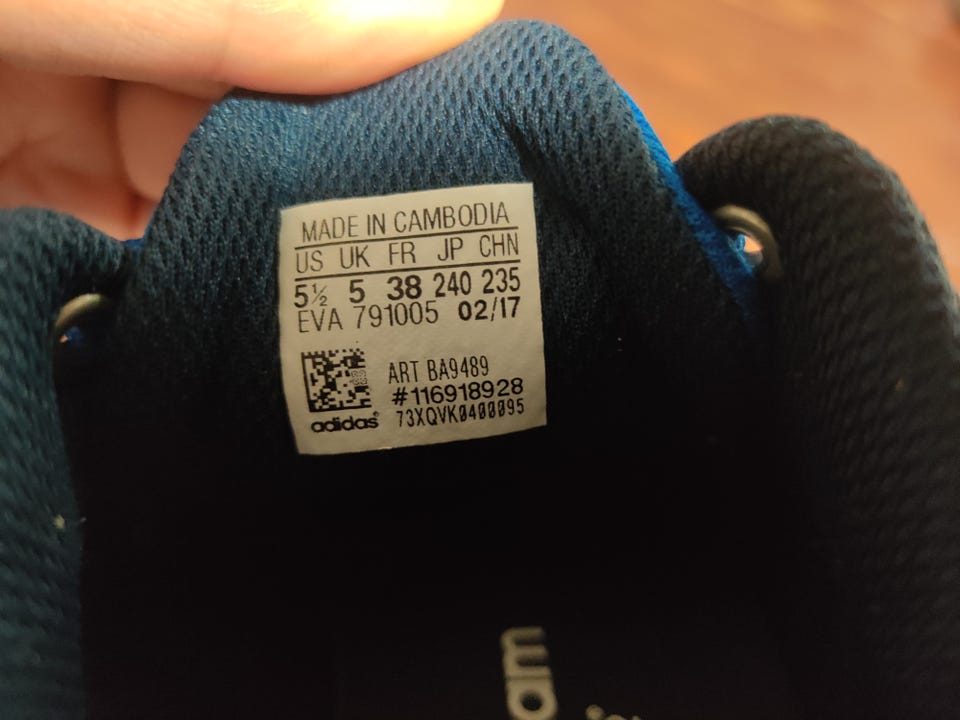 MADE IN CAMBODIA
US UK FR JP CHN
5½ 5 38 240 235
EVA 791005 02/17
ART BA9489
#116918928
adidas® 73XQVK0400095
am